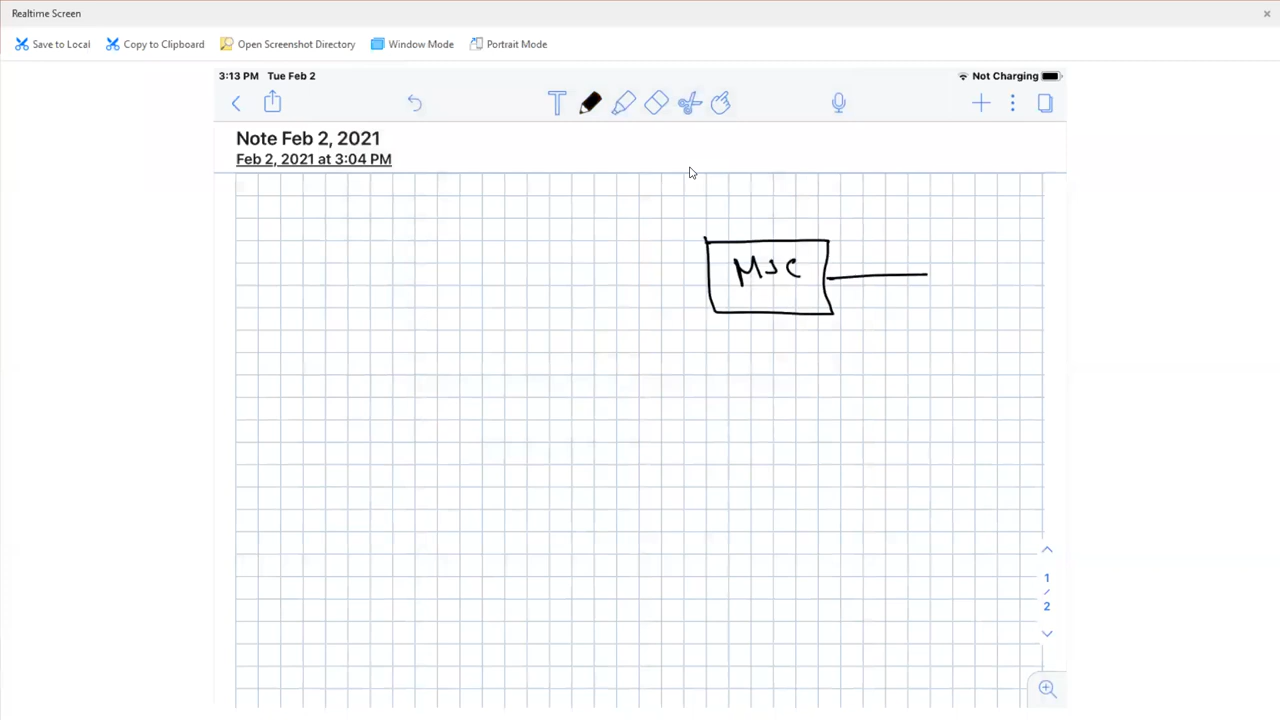 Realtime Screen
Save to Local Copy to Clipboard Open Screenshot Directory Window Mode Portrait Mode
3:13 PM Tue Feb 2 Not Charging
Note Feb 2, 2021
Feb 2, 2021 at 3:04 PM
MSC
1
/
2